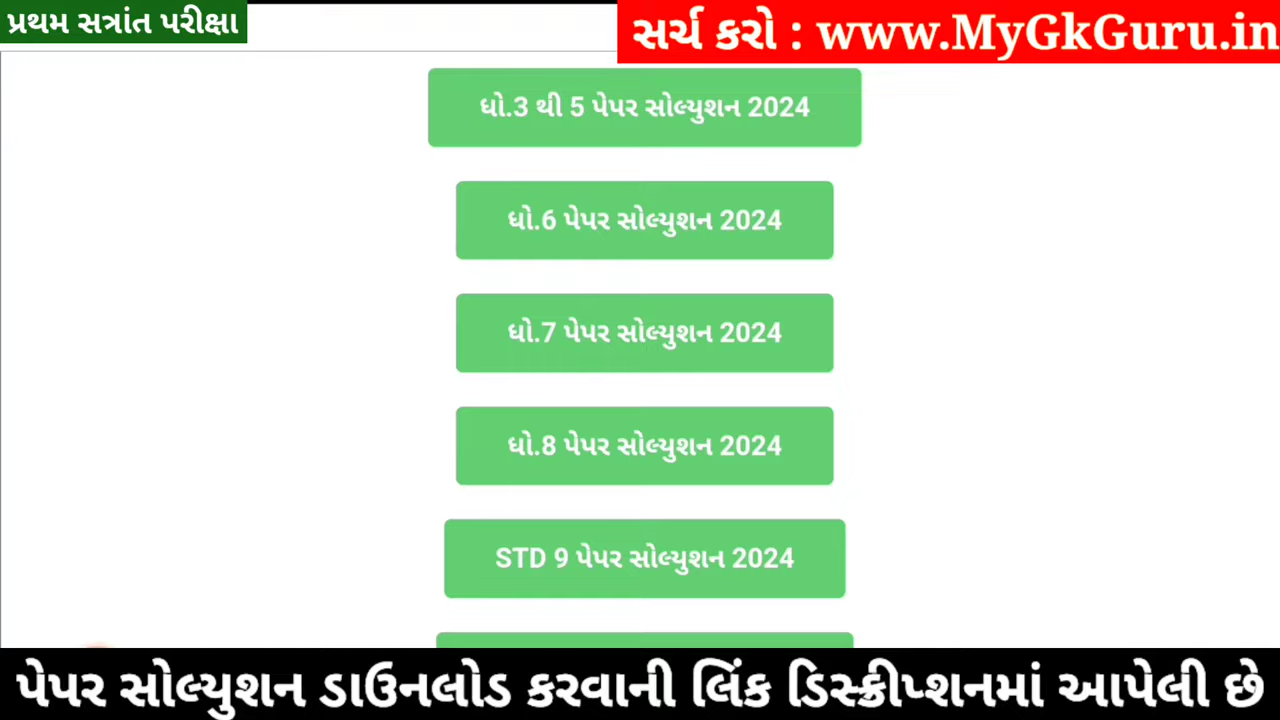 પ્રથમ સત્રાંત પરીક્ષા
સર્ચ કરો : www.MyGkGuru.in
ધો.3 થી 5 પેપર સોલ્યુશન 2024
ધો.6 પેપર સોલ્યુશન 2024
ધો.7 પેપર સોલ્યુશન 2024
ધો.8 પેપર સોલ્યુશન 2024
STD 9 પેપર સોલ્યુશન 2024
પેપર સોલ્યુશન ડાઉનલોડ કરવાની લિંક ડિસ્ક્રીપ્શનમાં આપેલી છે